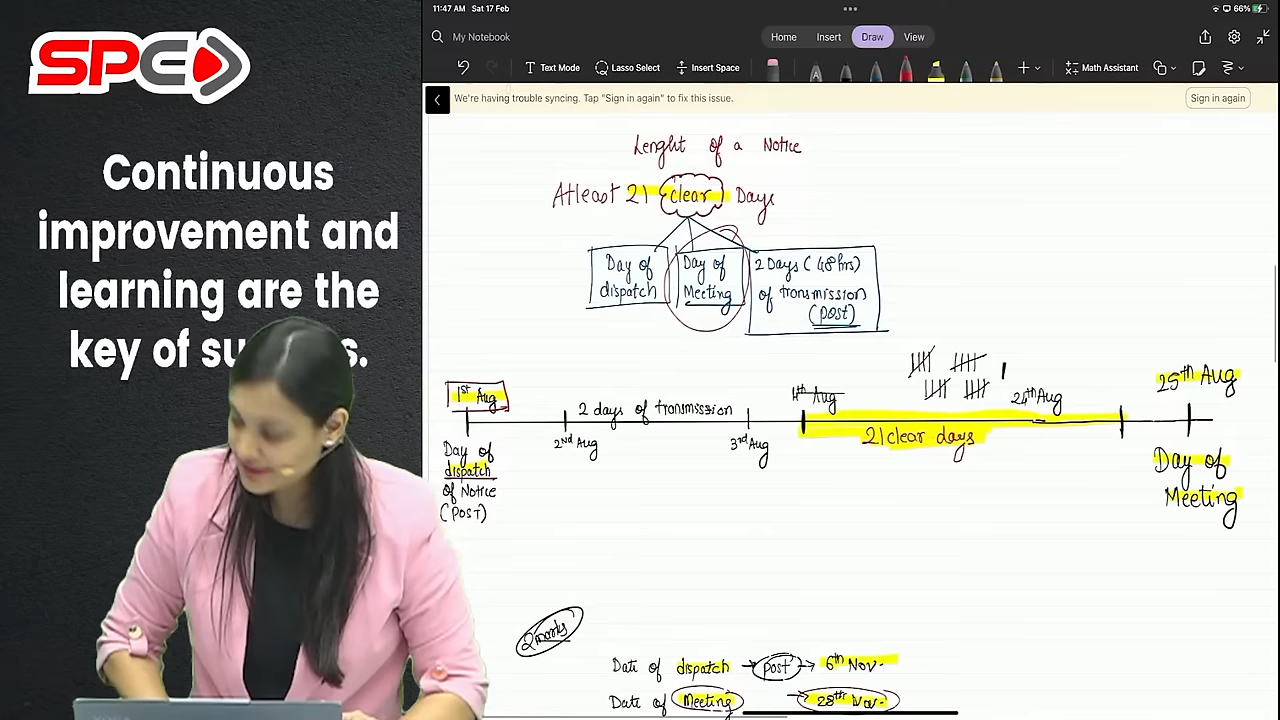 11:47 AM Sat 17 Feb
66%
SPC
Continuous
improvement and
learning are the
key of su s.
My Notebook
Home Insert Draw View
Text Mode Lasso Select Insert Space Math Assistant
We're having trouble syncing. Tap "Sign in again" to fix this issue. Sign in again
Lenght of a Notice
Atleast 21 clear Days
Day of
dispatch
Day of
Meeting
2 Days (48 hrs)
of transmission
(post)
1st Aug
2 days of transmission
4th Aug
24th Aug
25th Aug
2nd Aug
3rd Aug
21 clear days
Day of
dispatch
of Notice
(POST)
Day of
Meeting
2 marks
Date of dispatch → post → 6th Nov.
Date of Meeting → 28th Nov.